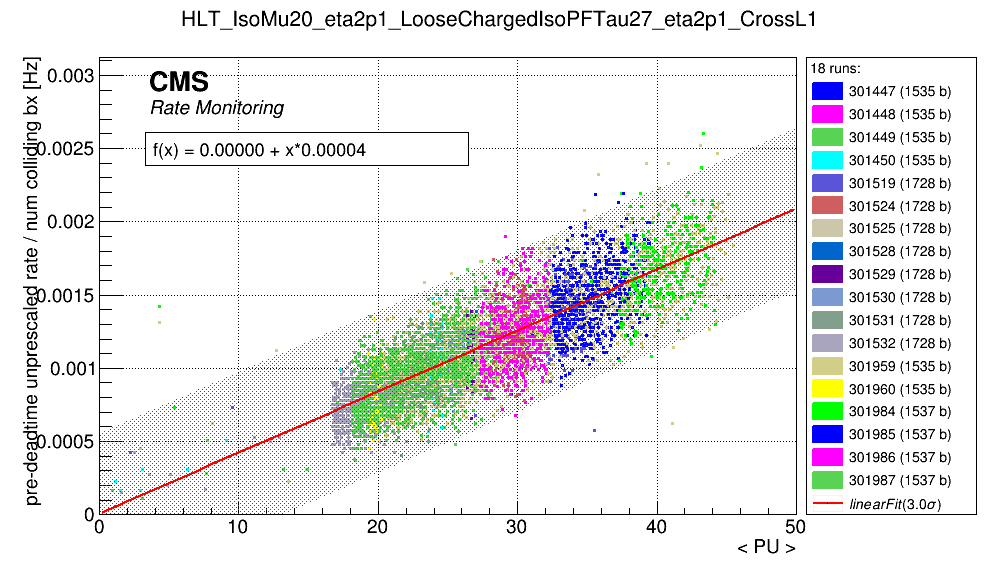 HLT_IsoMu20_eta2p1_LooseChargedIsoPFTau27_eta2p1_CrossL1
pre-deadtime unprescaled rate / num colliding bx [Hz]
0.003
0.0025
0.002
0.0015
0.001
0.0005
0
CMS
Rate Monitoring
f(x) = 0.00000 + x*0.00004
0 10 20 30 40 50
< PU >
18 runs:
301447 (1535 b)
301448 (1535 b)
301449 (1535 b)
301450 (1535 b)
301519 (1728 b)
301524 (1728 b)
301525 (1728 b)
301528 (1728 b)
301529 (1728 b)
301530 (1728 b)
301531 (1728 b)
301532 (1728 b)
301959 (1535 b)
301960 (1535 b)
301984 (1537 b)
301985 (1537 b)
301986 (1537 b)
301987 (1537 b)
linearFit(3.0σ)